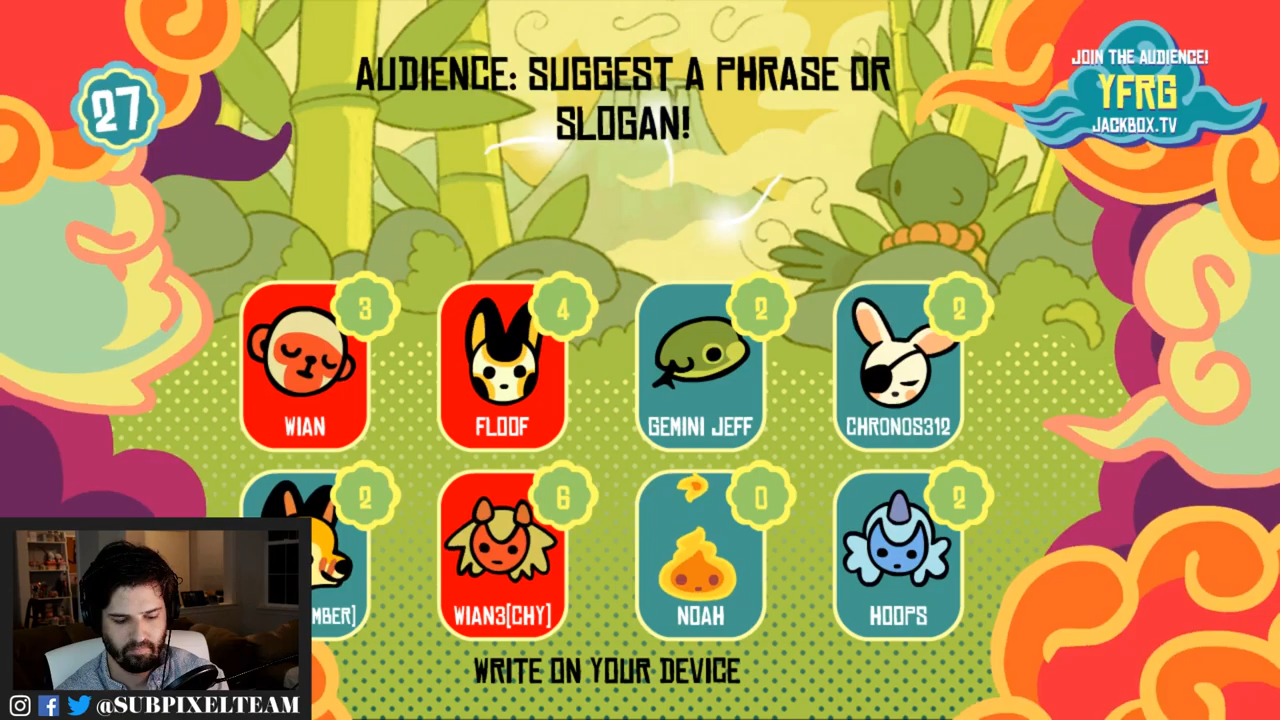 27
AUDIENCE: SUGGEST A PHRASE OR
SLOGAN!
JOIN THE AUDIENCE!
YFRG
JACKBOX.TV
3
4
2
2
WIAN
FLOOF
GEMINI JEFF
CHRONOS312
2
6
0
2
MBER]
WIAN3[CHY]
NOAH
HOOPS
WRITE ON YOUR DEVICE
@SUBPIXELTEAM